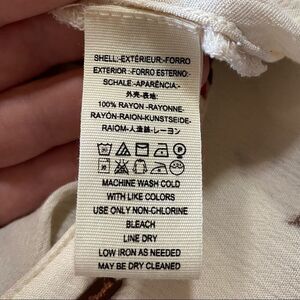 SHELL:-EXTÉRIEUR:-FORRO
EXTERIOR:-FORRO ESTERNO:-
SCHALE:-APARÊNCIA:-
外売・表地:
100% RAYON-RAYONNE-
RAYÓN-RAION-KUNSTSEIDE-
RAIOM-人造絲-レーヨン
MACHINE WASH COLD
WITH LIKE COLORS
USE ONLY NON-CHLORINE
BLEACH
LINE DRY
LOW IRON AS NEEDED
MAY BE DRY CLEANED